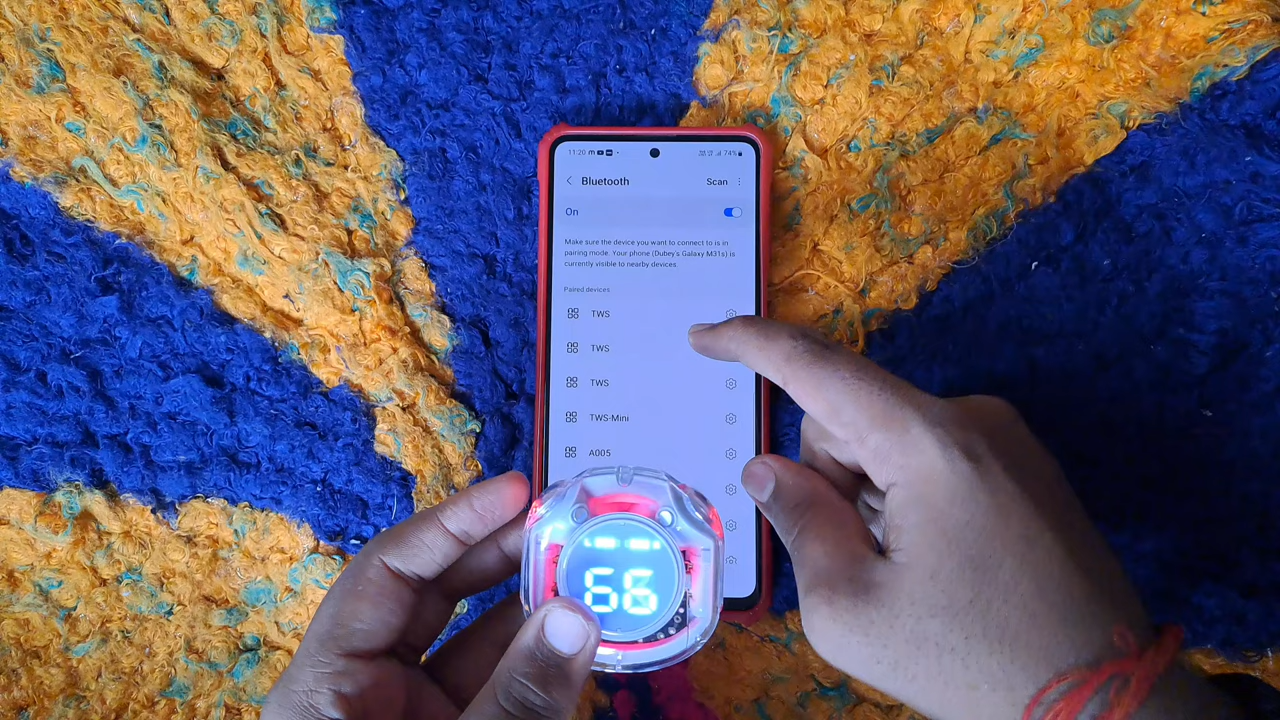 11:20
74%
Bluetooth
Scan
On
Make sure the device you want to connect to is in
pairing mode. Your phone (Dubey's Galaxy M31s) is
currently visible to nearby devices.
Paired devices
TWS
TWS
TWS
TWS-Mini
A005
66